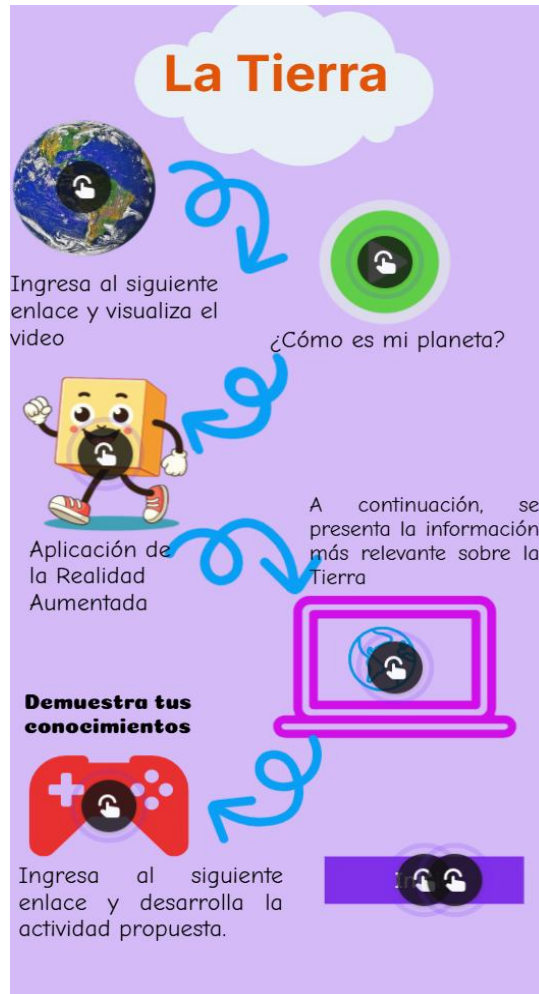 La Tierra
Ingresa al siguiente
enlace y visualiza el
video
¿Cómo es mi planeta?
Aplicación de
la Realidad
Aumentada
A continuación, se
presenta la información
más relevante sobre la
Tierra
Demuestra tus
conocimientos
Ingresa al siguiente
enlace y desarrolla la
actividad propuesta.